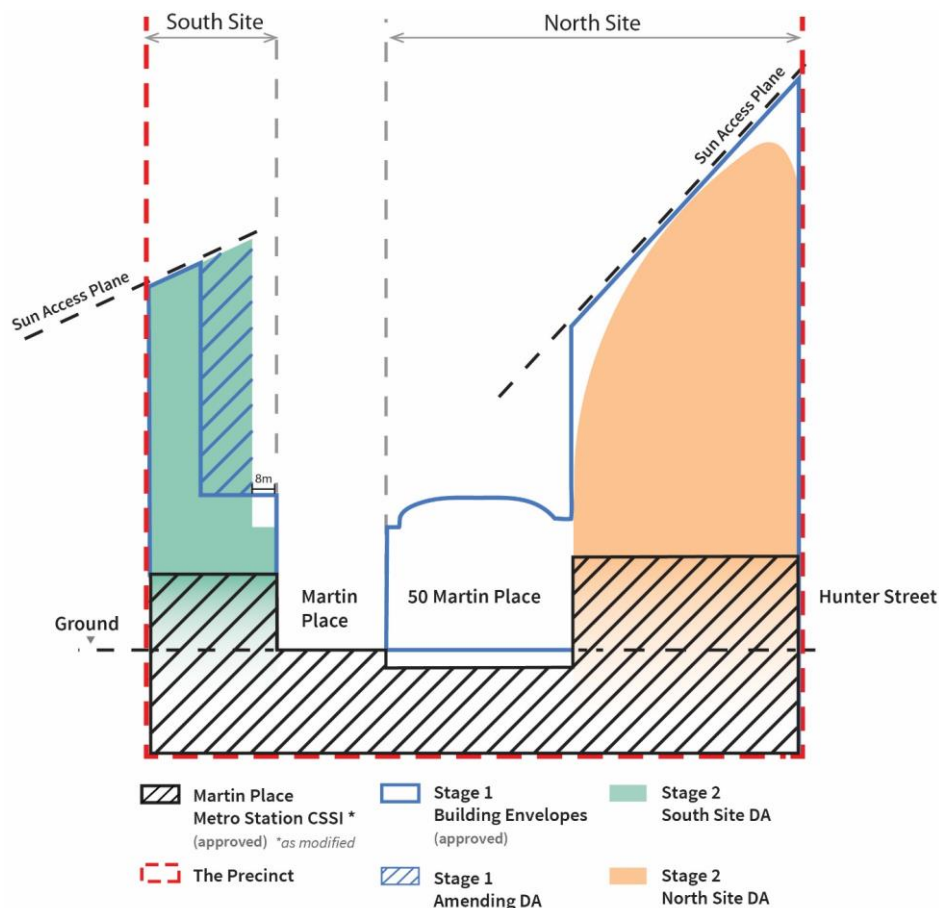 South Site
North Site
Sun Access Plane
Sun Access Plane
8m
Martin
Place
50 Martin Place
Hunter Street
Ground
Martin Place
Metro Station CSSI *
(approved) *as modified
Stage 1
Building Envelopes
(approved)
Stage 2
South Site DA
The Precinct
Stage 1
Amending DA
Stage 2
North Site DA